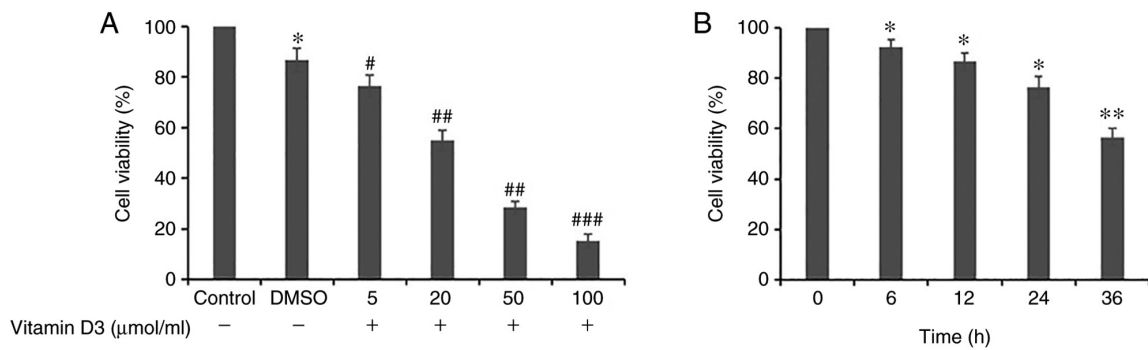 A
Cell viability (%)
100
80
60
40
20
0
*
#
##
##
###
Control DMSO 5 20 50 100
Vitamin D3 (μmol/ml) − − + + + +
B
Cell viability (%)
100
80
60
40
20
0
*
*
*
**
0 6 12 24 36
Time (h)